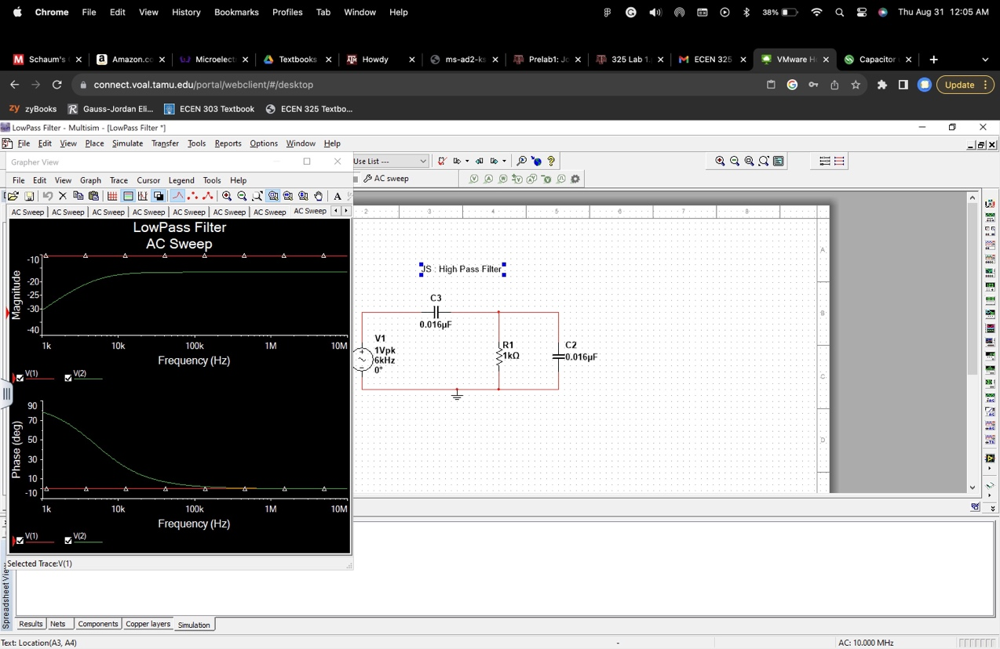 Chrome File Edit View History Bookmarks Profiles Tab Window Help 38% Thu Aug 31 12:05 AM
Schaum's Amazon.co Microelect Textbooks Howdy ms-ad2-ks Prelab1: Jo 325 Lab 1. ECEN 325 VMware H Capacitor
connect.voal.tamu.edu/portal/webclient/#/desktop Update
zyBooks Gauss-Jordan Eli... ECEN 303 Textbook ECEN 325 Textbo...
LowPass Filter - Multisim - [LowPass Filter *]
File Edit View Place Simulate Transfer Tools Reports Options Window Help
Grapher View
Use List ---
File Edit View Graph Trace Cursor Legend Tools Help
AC sweep
AC Sweep AC Sweep AC Sweep AC Sweep AC Sweep AC Sweep AC Sweep AC Sweep
2 3 4 5 6 7 8
LowPass Filter
AC Sweep
Magnitude
-10
-20
-25
-30
-40
1k 10k 100k 1M 10M
Frequency (Hz)
V(1) V(2)
Phase (deg)
90
70
50
30
10
-10
1k 10k 100k 1M 10M
Frequency (Hz)
V(1) V(2)
Selected Trace:V(1)
JS : High Pass Filter
C3
0.016µF
V1
1Vpk
6kHz
0°
R1
1kΩ
C2
0.016µF
A
B
C
D
Spreadsheet View
Results Nets Components Copper layers Simulation
Text: Location(A3, A4) - AC: 10.000 MHz